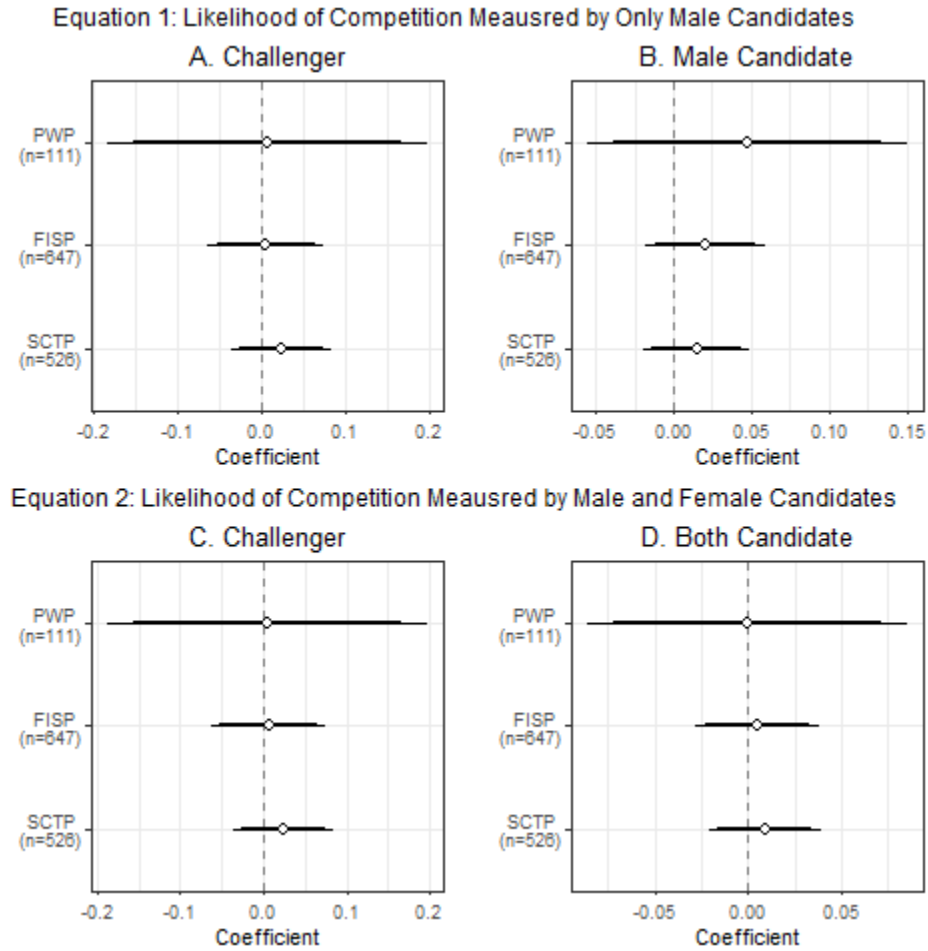 Equation 1: Likelihood of Competition Meausred by Only Male Candidates
A. Challenger
B. Male Candidate
PWP
(n=111)
FISP
(n=647)
SCTP
(n=526)
-0.2 -0.1 0.0 0.1 0.2
Coefficient
PWP
(n=111)
FISP
(n=647)
SCTP
(n=526)
-0.05 0.00 0.05 0.10 0.15
Coefficient
Equation 2: Likelihood of Competition Meausred by Male and Female Candidates
C. Challenger
D. Both Candidate
PWP
(n=111)
FISP
(n=647)
SCTP
(n=526)
-0.2 -0.1 0.0 0.1 0.2
Coefficient
PWP
(n=111)
FISP
(n=647)
SCTP
(n=526)
-0.05 0.00 0.05
Coefficient